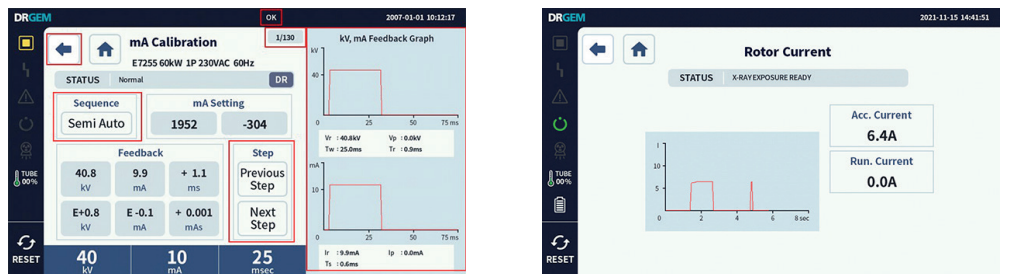 DRGEM OK 2007-01-01 10:12:17
mA Calibration 1/130
E7255 60kW 1P 230VAC 60Hz
STATUS Normal DR
Sequence mA Setting
Semi Auto 1952 -304
Feedback Step
40.8 9.9 + 1.1 Previous
kV mA ms Step
E+0.8 E -0.1 + 0.001 Next
kV mA mAs Step
TUBE
00%
RESET
40 10 25
kV mA msec
kV, mA Feedback Graph
kV
40
0 25 50 75 ms
Vr : 40.8kV Vp : 0.0kV
Tw : 25.0ms Tr : 0.9ms
mA
10
0 25 50 75 ms
Ir : 9.9mA Ip : 0.0mA
Ts : 0.6ms
DRGEM 2021-11-15 14:41:51
Rotor Current
STATUS X-RAY EXPOSURE READY
Acc. Current
6.4A
Run. Current
0.0A
I
10
5
0 2 4 6 8 sec
TUBE
00%
RESET